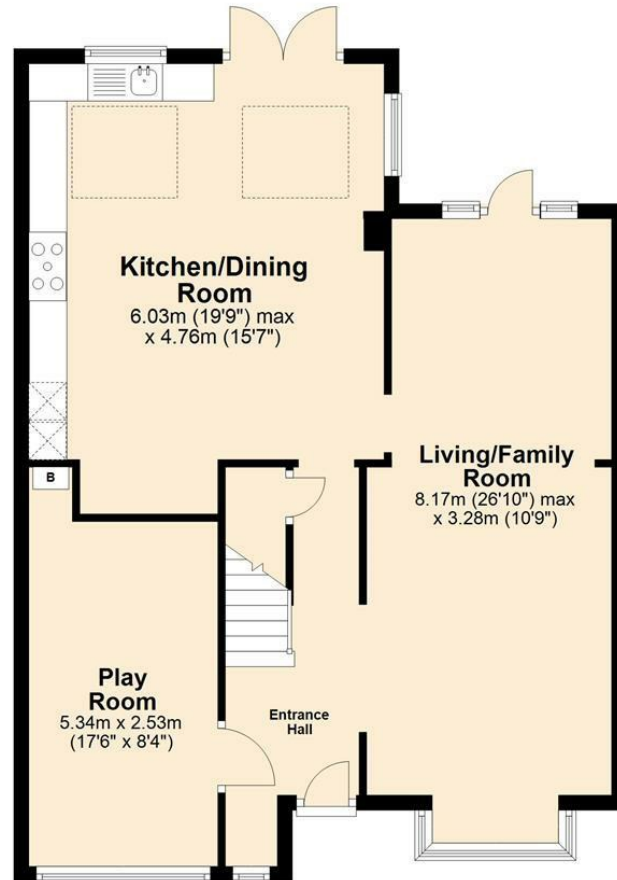 Kitchen/Dining
Room
6.03m (19'9") max
x 4.76m (15'7")
Living/Family
Room
8.17m (26'10") max
x 3.28m (10'9")
B
Play
Room
5.34m x 2.53m
(17'6" x 8'4")
Entrance
Hall